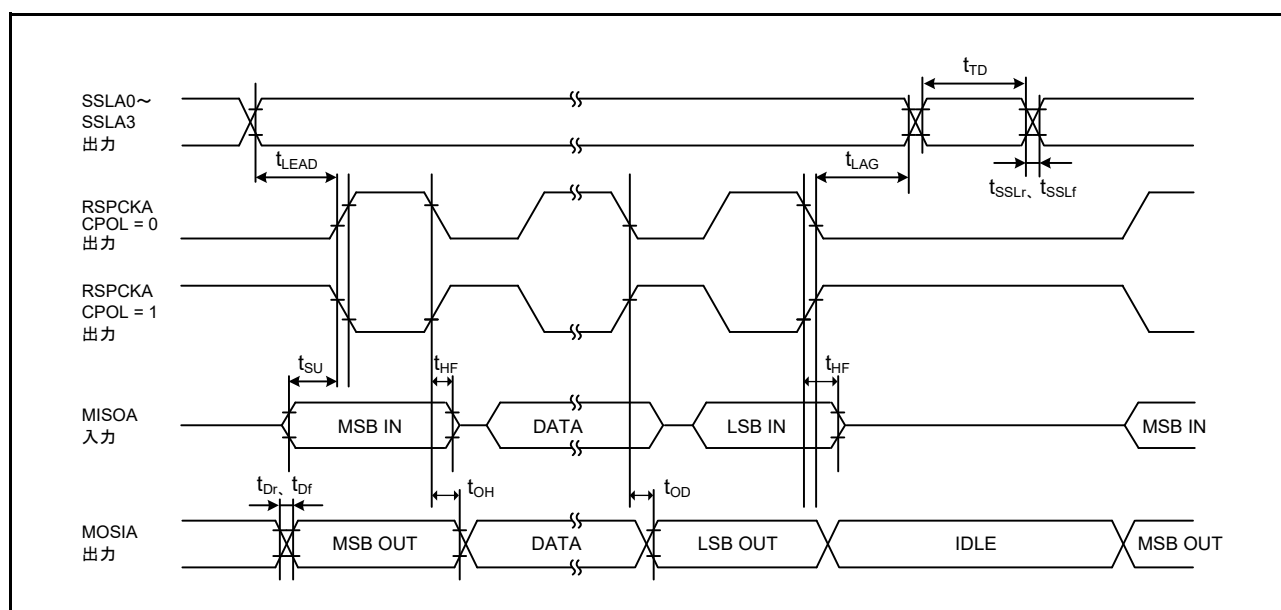 SSLA0～
SSLA3
出力
tTD
tLEAD
tLAG
tSSLr、tSSLf
RSPCKA
CPOL = 0
出力
RSPCKA
CPOL = 1
出力
tSU
tHF
tHF
MISOA
入力
MSB IN
DATA
LSB IN
MSB IN
tDr、tDf
tOH
tOD
MOSIA
出力
MSB OUT
DATA
LSB OUT
IDLE
MSB OUT